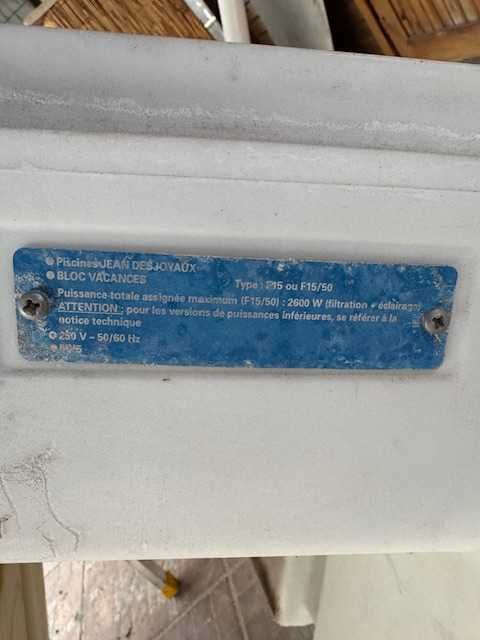 Piscines JEAN DESJOYAUX
BLOC VACANCES
Type : F15 ou F15/50
Puissance totale assignée maximum (F15/50) : 2600 W (filtration + éclairage)
ATTENTION : pour les versions de puissances inférieures, se référer à la
notice technique
230 V – 50/60 Hz